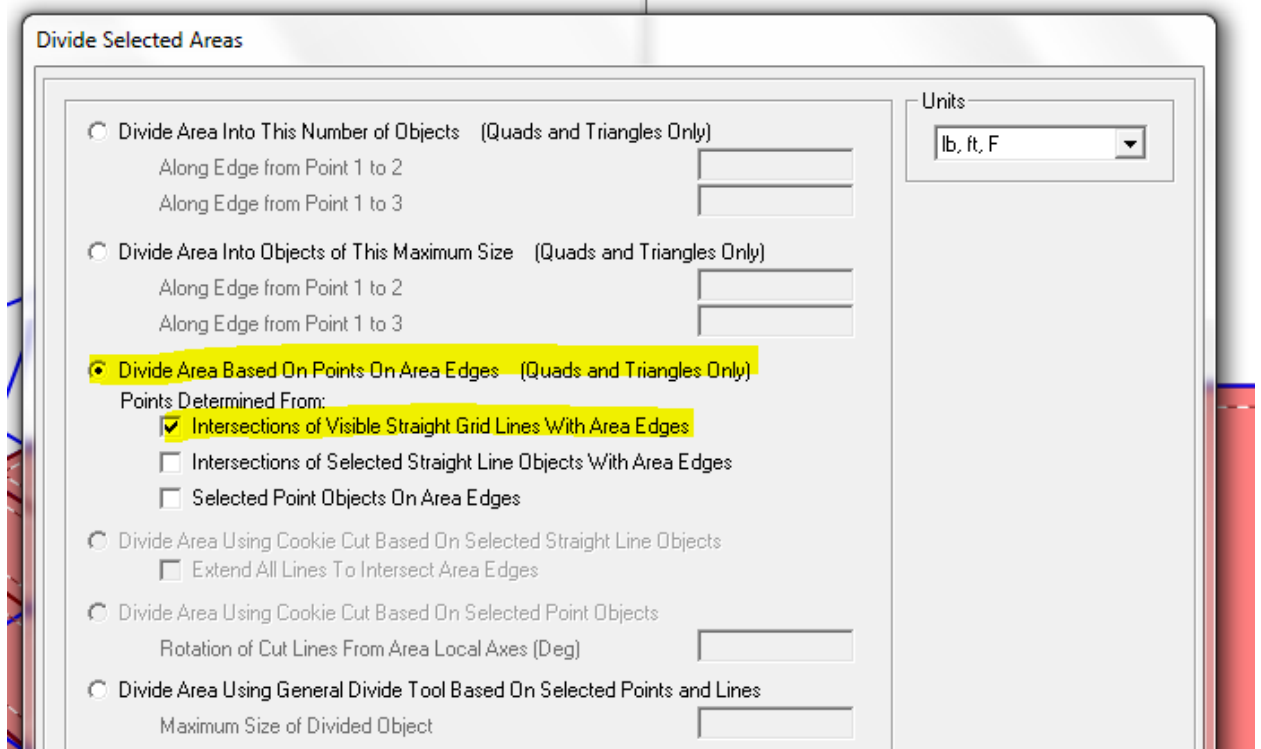 Divide Selected Areas
Units
lb, ft, F
Divide Area Into This Number of Objects (Quads and Triangles Only)
Along Edge from Point 1 to 2
Along Edge from Point 1 to 3
Divide Area Into Objects of This Maximum Size (Quads and Triangles Only)
Along Edge from Point 1 to 2
Along Edge from Point 1 to 3
Divide Area Based On Points On Area Edges (Quads and Triangles Only)
Points Determined From:
Intersections of Visible Straight Grid Lines With Area Edges
Intersections of Selected Straight Line Objects With Area Edges
Selected Point Objects On Area Edges
Divide Area Using Cookie Cut Based On Selected Straight Line Objects
Extend All Lines To Intersect Area Edges
Divide Area Using Cookie Cut Based On Selected Point Objects
Rotation of Cut Lines From Area Local Axes (Deg)
Divide Area Using General Divide Tool Based On Selected Points and Lines
Maximum Size of Divided Object